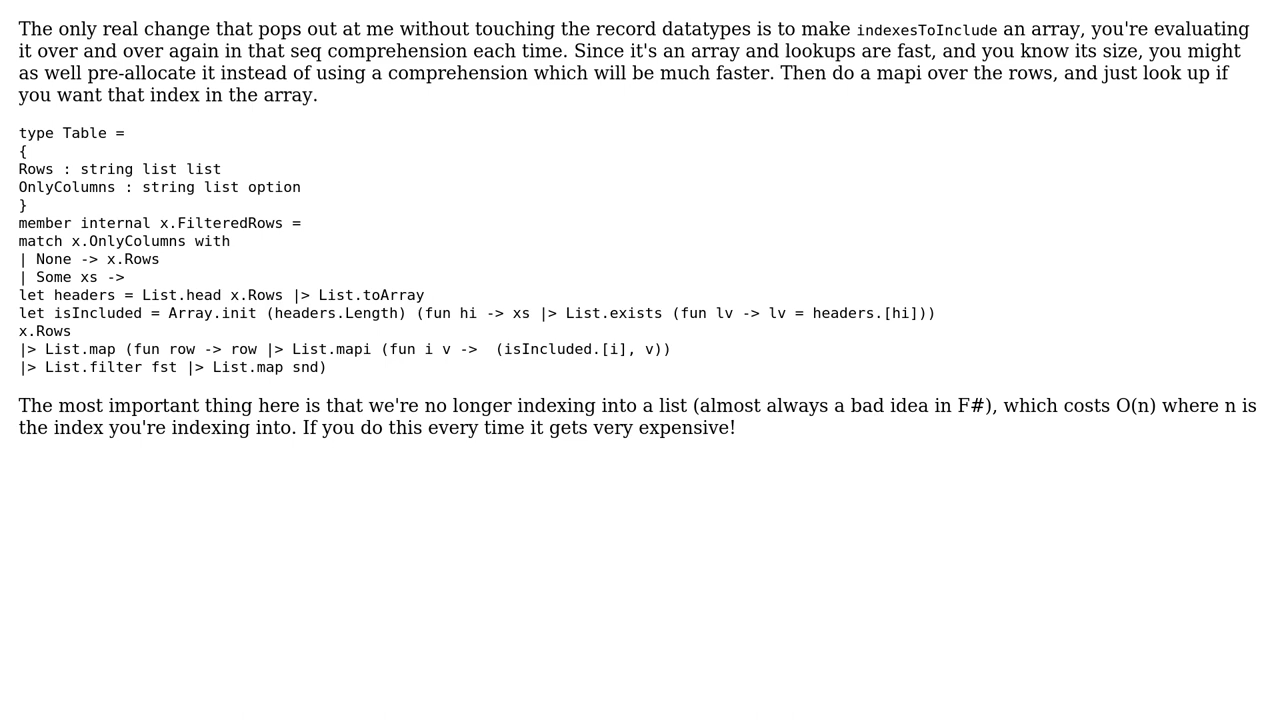 The only real change that pops out at me without touching the record datatypes is to make indexesToInclude an array, you're evaluating
it over and over again in that seq comprehension each time. Since it's an array and lookups are fast, and you know its size, you might
as well pre-allocate it instead of using a comprehension which will be much faster. Then do a mapi over the rows, and just look up if
you want that index in the array.
type Table =
{
Rows : string list list
OnlyColumns : string list option
}
member internal x.FilteredRows =
match x.OnlyColumns with
| None -> x.Rows
| Some xs ->
let headers = List.head x.Rows |> List.toArray
let isIncluded = Array.init (headers.Length) (fun hi -> xs |> List.exists (fun lv -> lv = headers.[hi]))
x.Rows
|> List.map (fun row -> row |> List.mapi (fun i v ->  (isIncluded.[i], v))
|> List.filter fst |> List.map snd)
The most important thing here is that we're no longer indexing into a list (almost always a bad idea in F#), which costs O(n) where n is
the index you're indexing into. If you do this every time it gets very expensive!